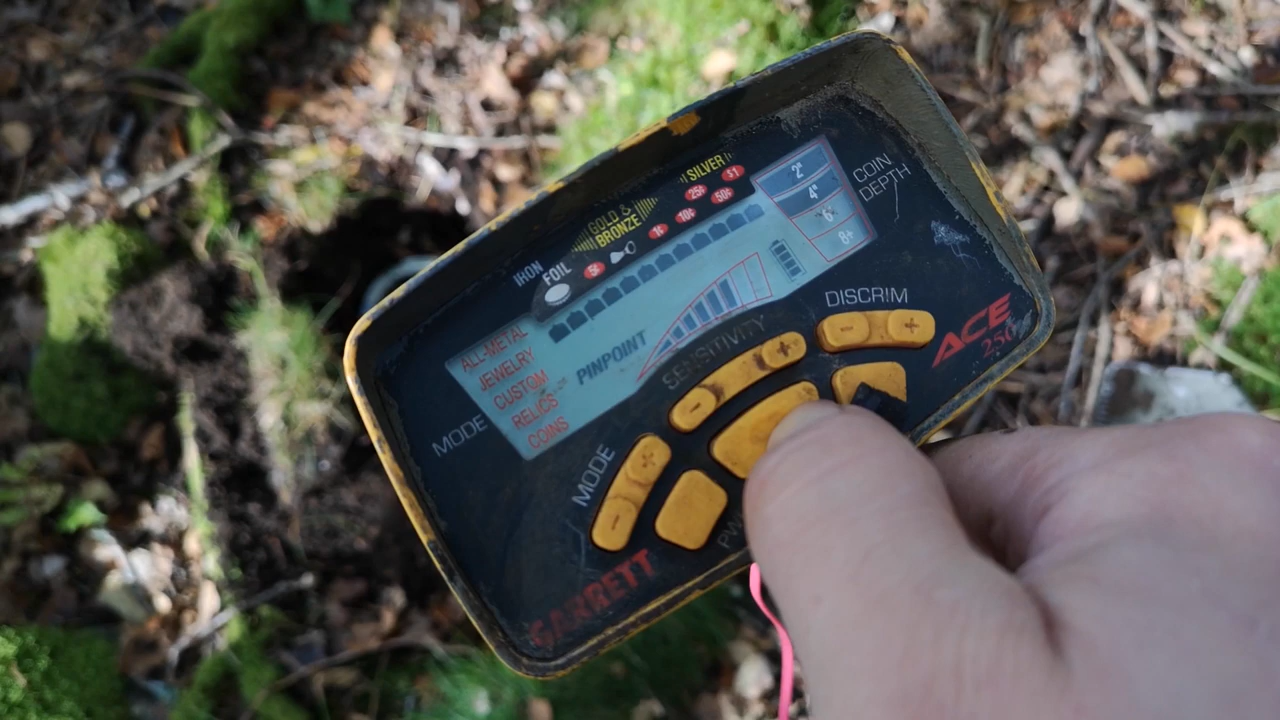 SILVER
GOLD &
BRONZE
IRON
FOIL
5¢
1¢
10¢
25¢
50¢
$1
2"
4"
6"
8+
COIN
DEPTH
ALL-METAL
JEWELRY
CUSTOM
RELICS
COINS
MODE
PINPOINT
SENSITIVITY
- +
DISCRIM
- +
MODE
- +
ACE
250
GARRETT